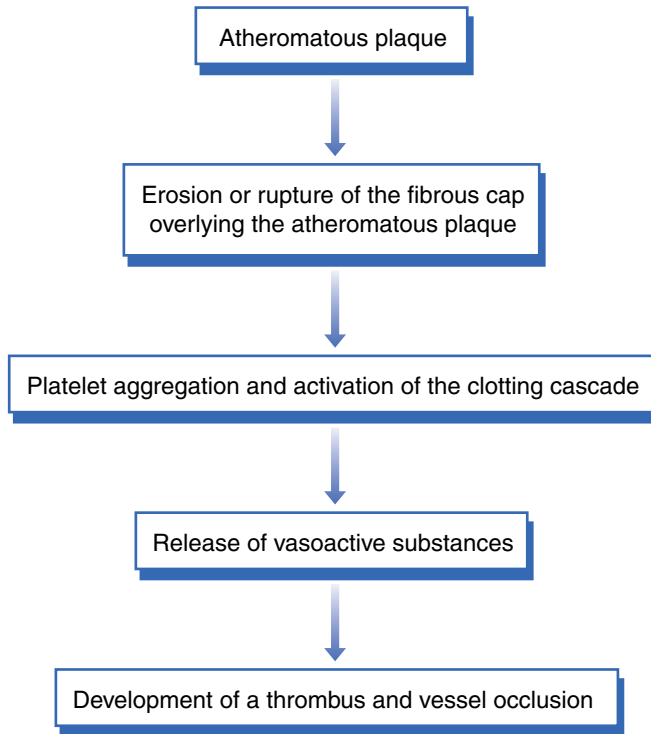 Atheromatous plaque
Erosion or rupture of the fibrous cap
overlying the atheromatous plaque
Platelet aggregation and activation of the clotting cascade
Release of vasoactive substances
Development of a thrombus and vessel occlusion